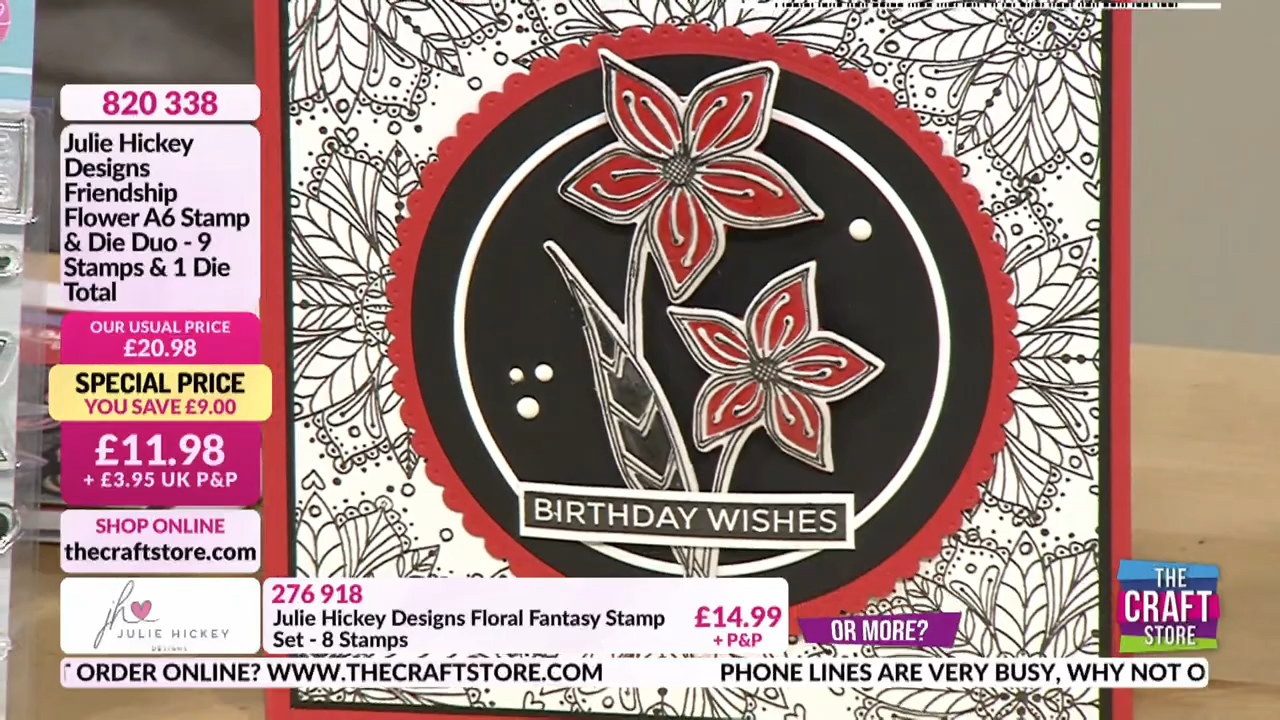 820 338
Julie Hickey
Designs
Friendship
Flower A6 Stamp
& Die Duo - 9
Stamps & 1 Die
Total
OUR USUAL PRICE
£20.98
SPECIAL PRICE
YOU SAVE £9.00
£11.98
+ £3.95 UK P&P
SHOP ONLINE
thecraftstore.com
BIRTHDAY WISHES
jh
JULIE HICKEY
DESIGNS
276 918
Julie Hickey Designs Floral Fantasy Stamp
Set - 8 Stamps
£14.99
+ P&P
OR MORE?
THE
CRAFT
STORE
ORDER ONLINE? WWW.THECRAFTSTORE.COM
PHONE LINES ARE VERY BUSY, WHY NOT O